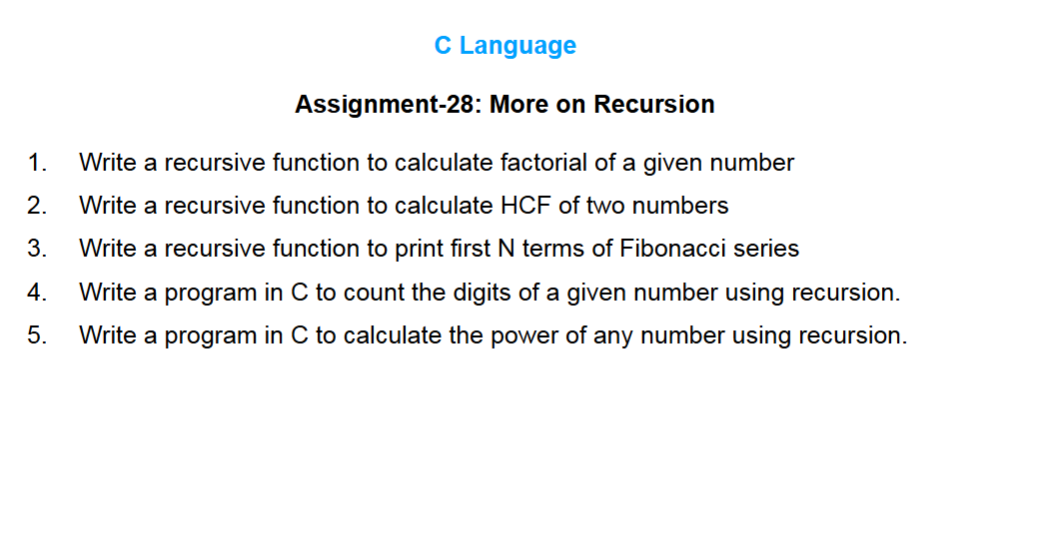 C Language
Assignment-28: More on Recursion
1. Write a recursive function to calculate factorial of a given number
2. Write a recursive function to calculate HCF of two numbers
3. Write a recursive function to print first N terms of Fibonacci series
4. Write a program in C to count the digits of a given number using recursion.
5. Write a program in C to calculate the power of any number using recursion.